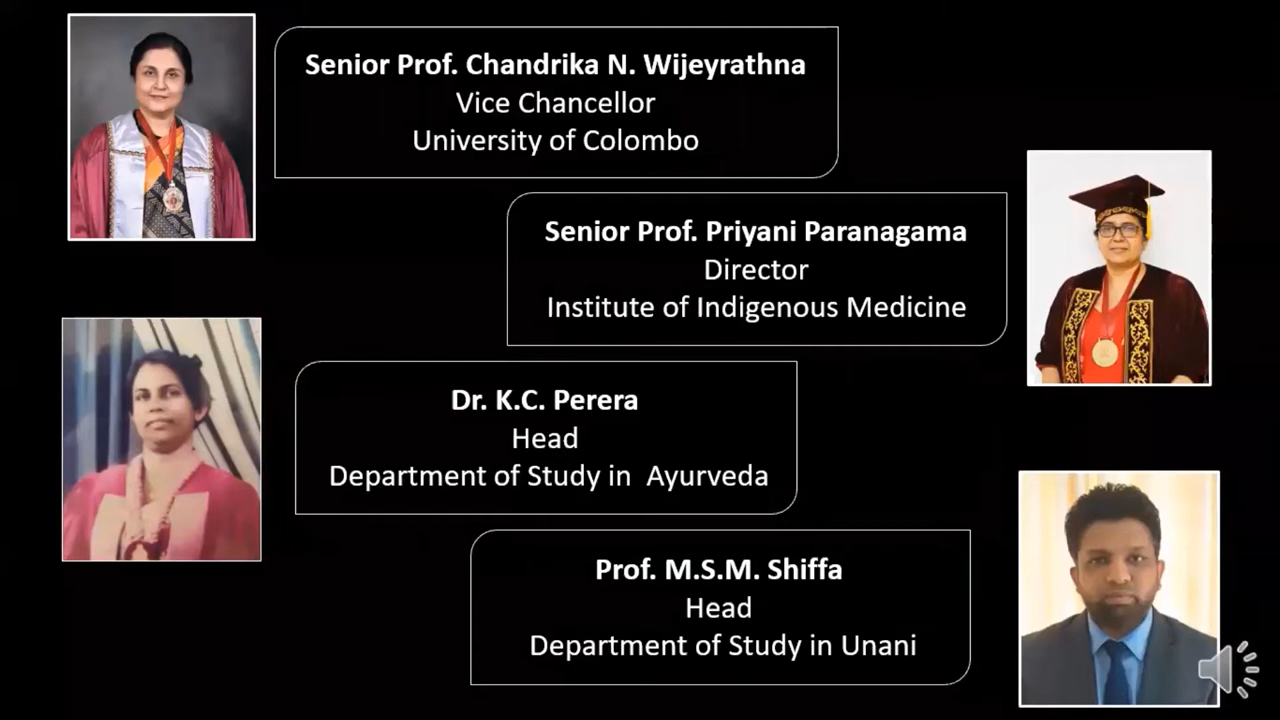 Senior Prof. Chandrika N. Wijeyrathna
Vice Chancellor
University of Colombo
Senior Prof. Priyani Paranagama
Director
Institute of Indigenous Medicine
Dr. K.C. Perera
Head
Department of Study in  Ayurveda
Prof. M.S.M. Shiffa
Head
Department of Study in Unani